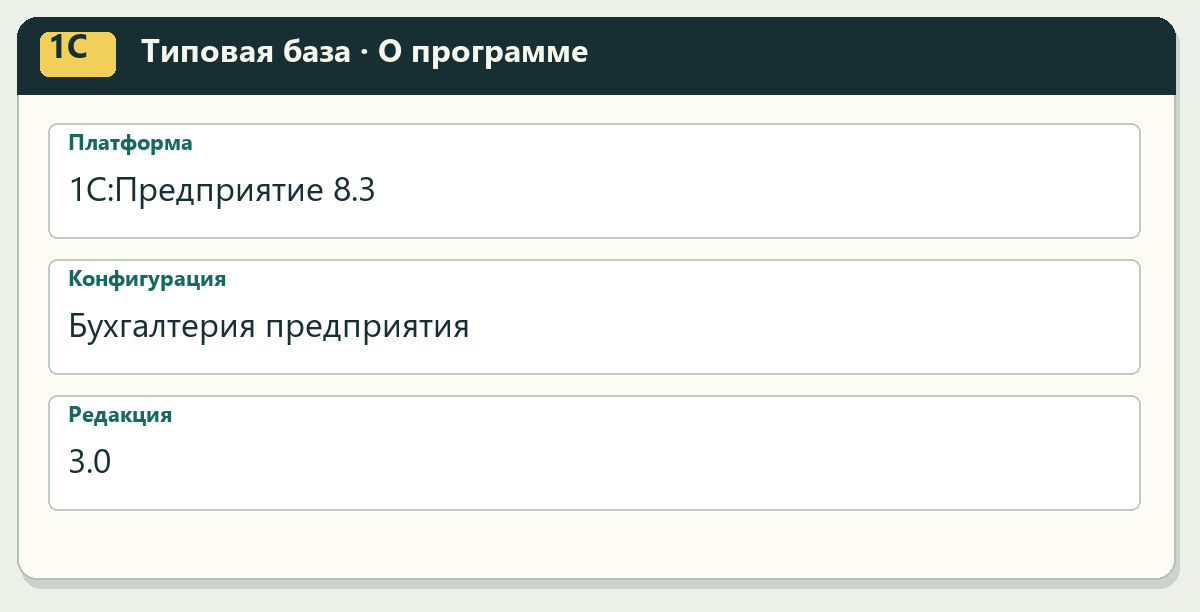 1С Типовая база · О программе
Платформа
1С:Предприятие 8.3
Конфигурация
Бухгалтерия предприятия
Редакция
3.0